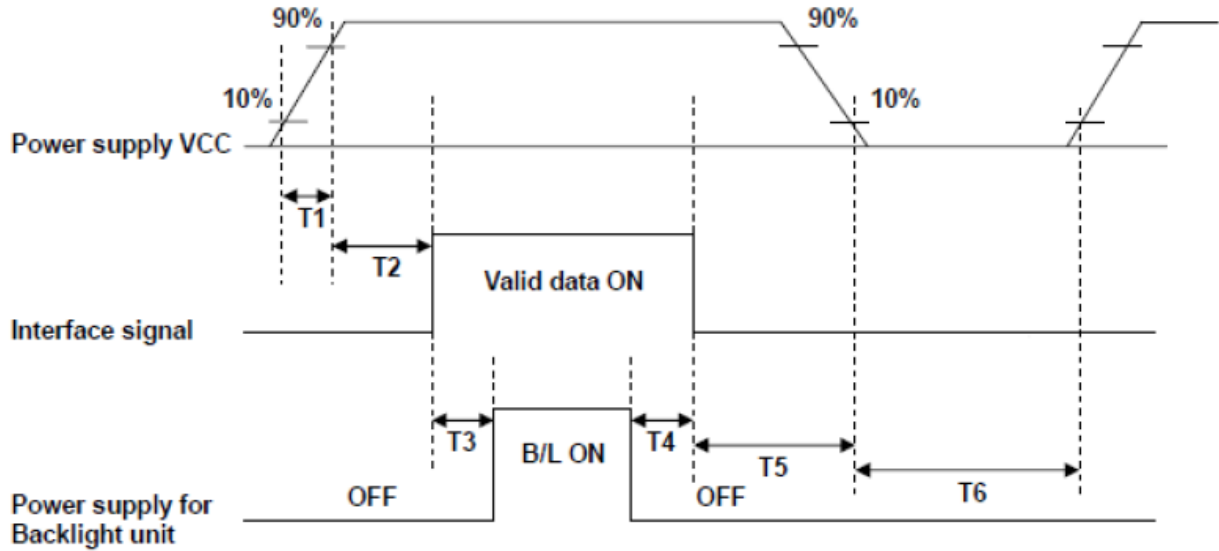 90%
90%
10%
10%
Power supply VCC
T1
T2
Valid data ON
Interface signal
T3
T4
B/L ON
T5
T6
OFF
OFF
Power supply for
Backlight unit